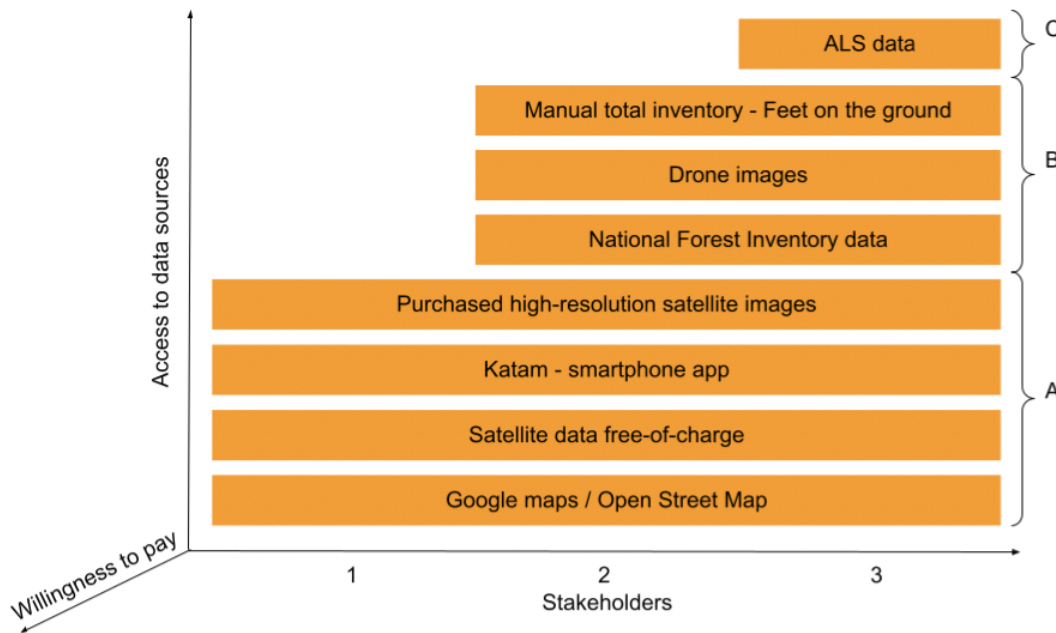 ALS data
C
Manual total inventory - Feet on the ground
Drone images
B
National Forest Inventory data
Purchased high-resolution satellite images
Katam - smartphone app
A
Satellite data free-of-charge
Google maps / Open Street Map
Access to data sources
Willingness to pay
1
2
3
Stakeholders